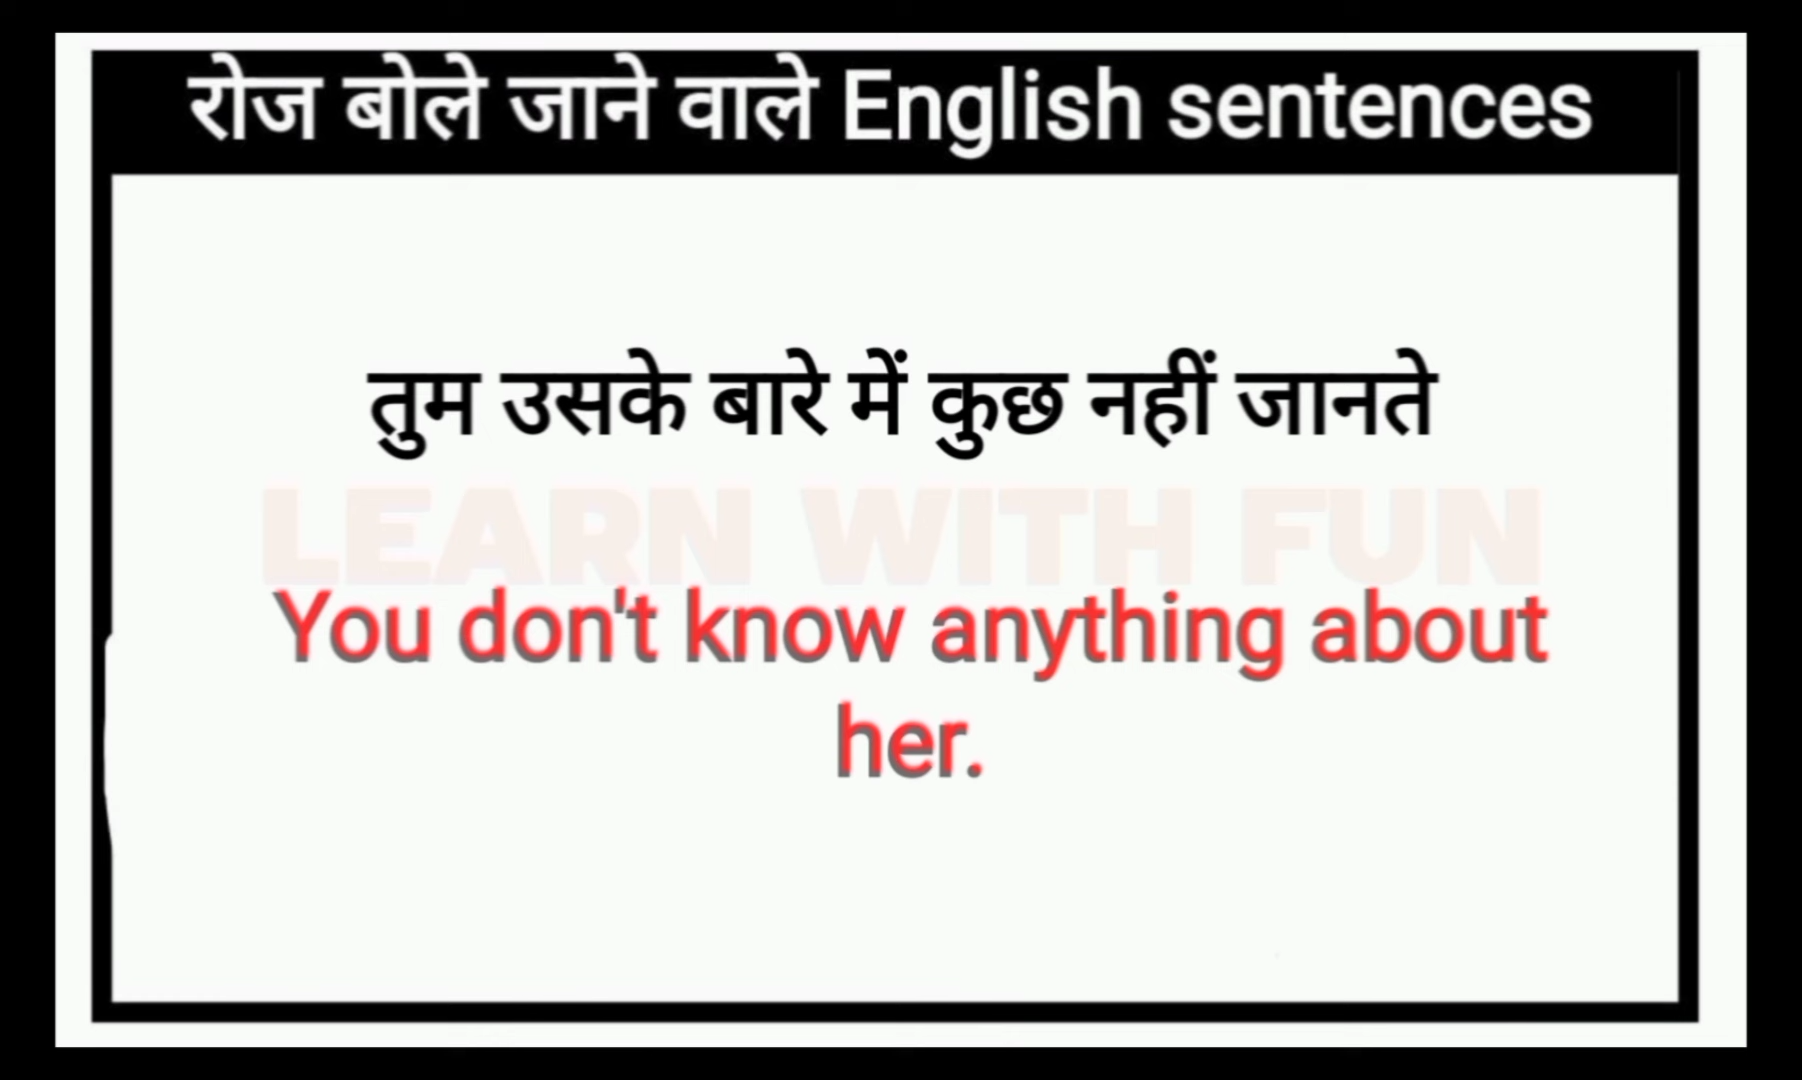 रोज बोले जाने वाले English sentences
तुम उसके बारे में कुछ नहीं जानते
LEARN WITH FUN
You don't know anything about
her.